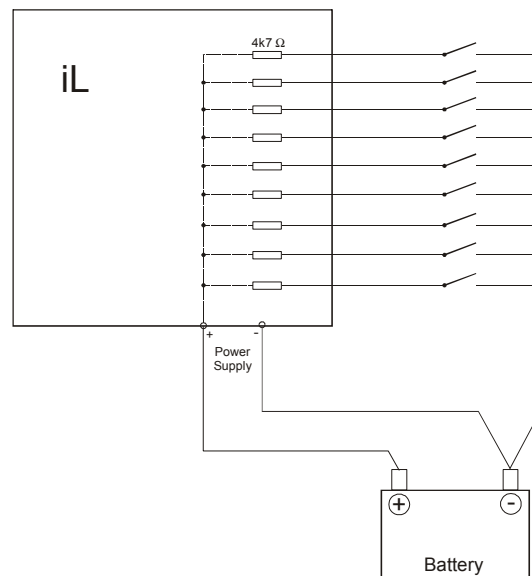 4k7 Ω
iL
+ -
Power
Supply
+ -
Battery